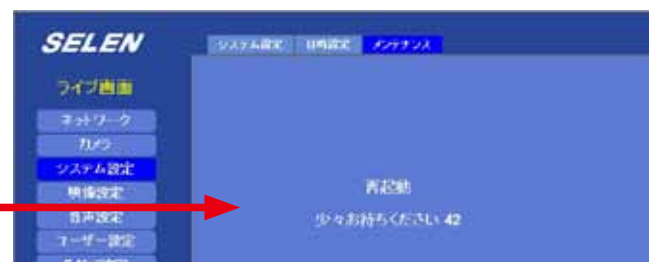 SELEN
システム設定 日時設定 メンテナンス
ライブ画面
ネットワーク
カメラ
システム設定
映像設定
音声設定
ユーザー設定
再起動
少々お待ちください 42